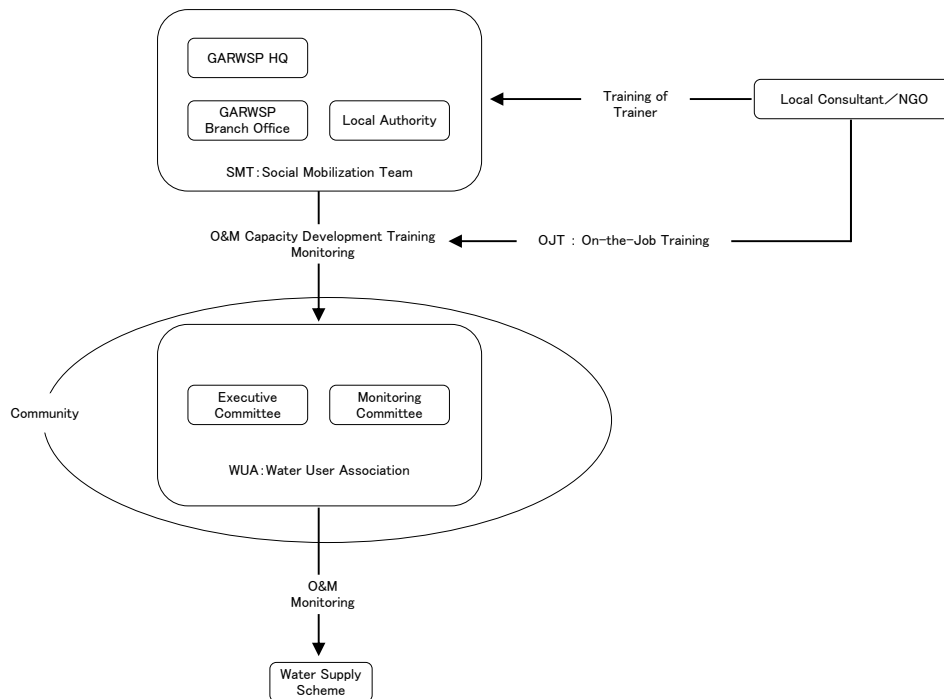 GARWSP HQ
GARWSP
Branch Office
Local Authority
SMT：Social Mobilization Team
Training of
Trainer
Local Consultant／NGO
O&M Capacity Development Training
Monitoring
OJT : On-the-Job Training
Community
Executive
Committee
Monitoring
Committee
WUA：Water User Association
O&M
Monitoring
Water Supply
Scheme